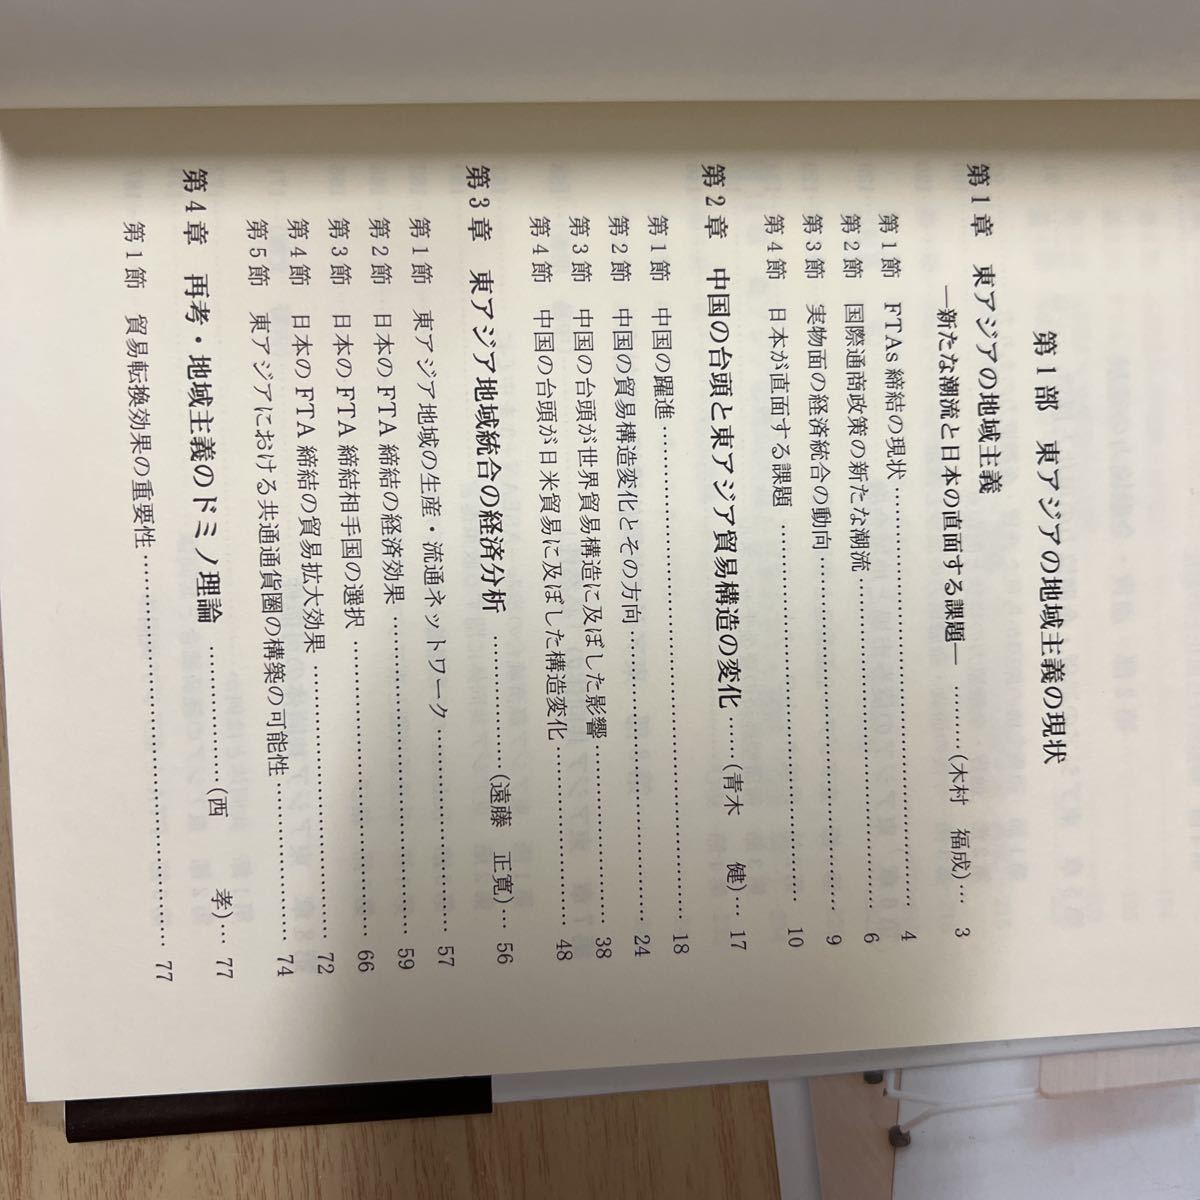 第1部　東アジアの地域主義の現状
第1章　東アジアの地域主義
―新たな潮流と日本の直面する課題― ………(木村　福成)… 3
第1節　FTAs 締結の現状 ……………………………… 4
第2節　国際通商政策の新たな潮流 ……………………………… 6
第3節　実物面の経済統合の動向 ……………………………… 9
第4節　日本が直面する課題 ……………………………… 10
第2章　中国の台頭と東アジア貿易構造の変化 ……(青木　健)… 17
第1節　中国の躍進 ……………………………… 18
第2節　中国の貿易構造変化とその方向 ……………………………… 24
第3節　中国の台頭が世界貿易構造に及ぼした影響 ……………………… 38
第4節　中国の台頭が日米貿易に及ぼした構造変化 ……………………… 48
第3章　東アジア地域統合の経済分析 ……………(遠藤　正寛)… 56
第1節　東アジア地域の生産・流通ネットワーク ……………………… 57
第2節　日本の FTA 締結の経済効果 ……………………………… 59
第3節　日本の FTA 締結相手国の選択 ……………………………… 66
第4節　日本の FTA 締結の貿易拡大効果 ……………………………… 72
第5節　東アジアにおける共通通貨圏の構築の可能性 ……………………… 74
第4章　再考・地域主義のドミノ理論 ……………(西　孝)… 77
第1節　貿易転換効果の重要性 ……………………………… 77